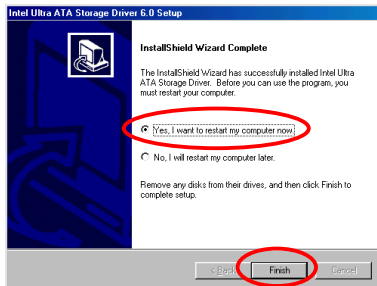 Intel Ultra ATA Storage Driver 6.0 Setup
InstallShield Wizard Complete
The InstallShield Wizard has successfully installed Intel Ultra
ATA Storage Driver. Before you can use the program, you
must restart your computer.
Yes, I want to restart my computer now.
No, I will restart my computer later.
Remove any disks from their drives, and then click Finish to
complete setup.
< Back Finish Cancel